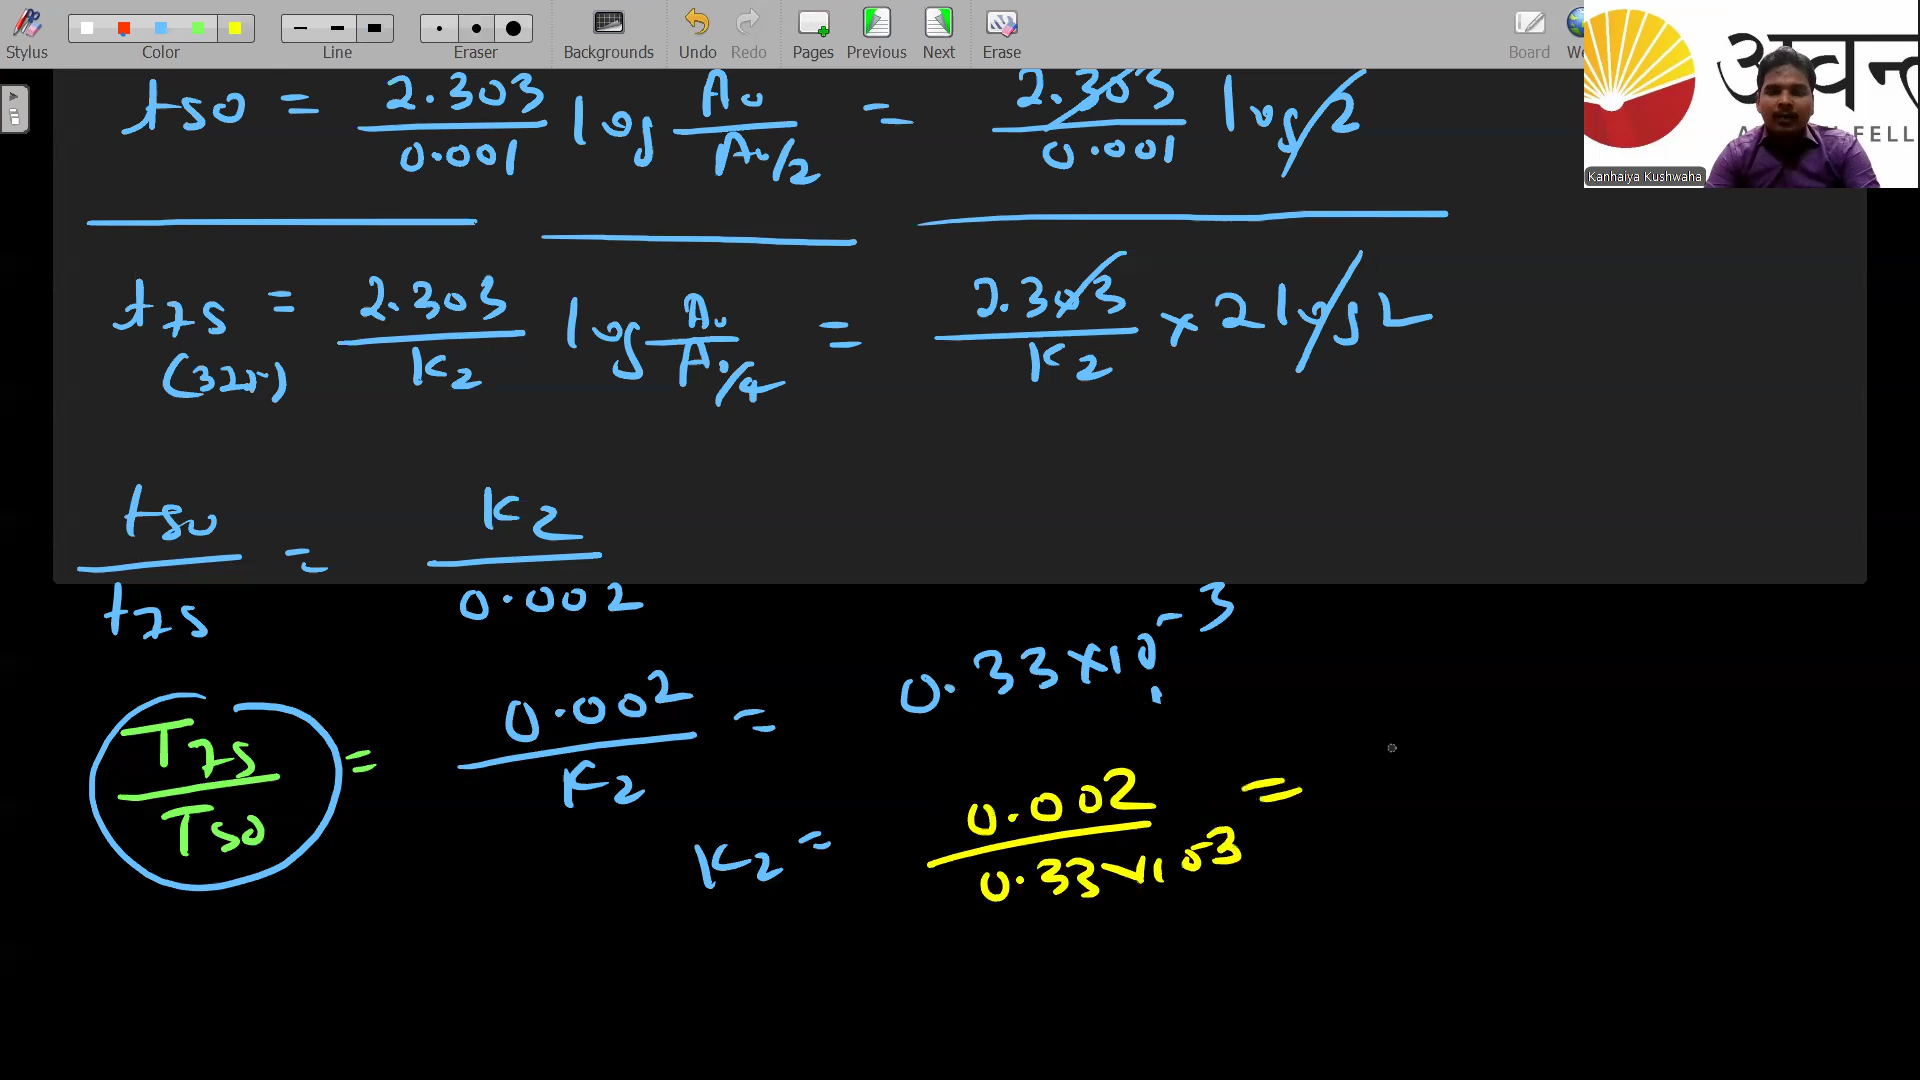 Stylus Color Line Eraser Backgrounds Undo Redo Pages Previous Next Erase Board
अवन्त
FELL
Kanhaiya Kushwaha
t50 = 2.303/0.001 log A0/A0/2 = 2.303/0.001 log 2
t75 = 2.303/K2 log A0/A0/4 = 2.303/K2 × 2 log 2
(325)
t50/t75 = K2/0.002
0.33×10-3
T75/T50 = 0.002/K2 =
K2 = 0.002/0.33×10-3 =